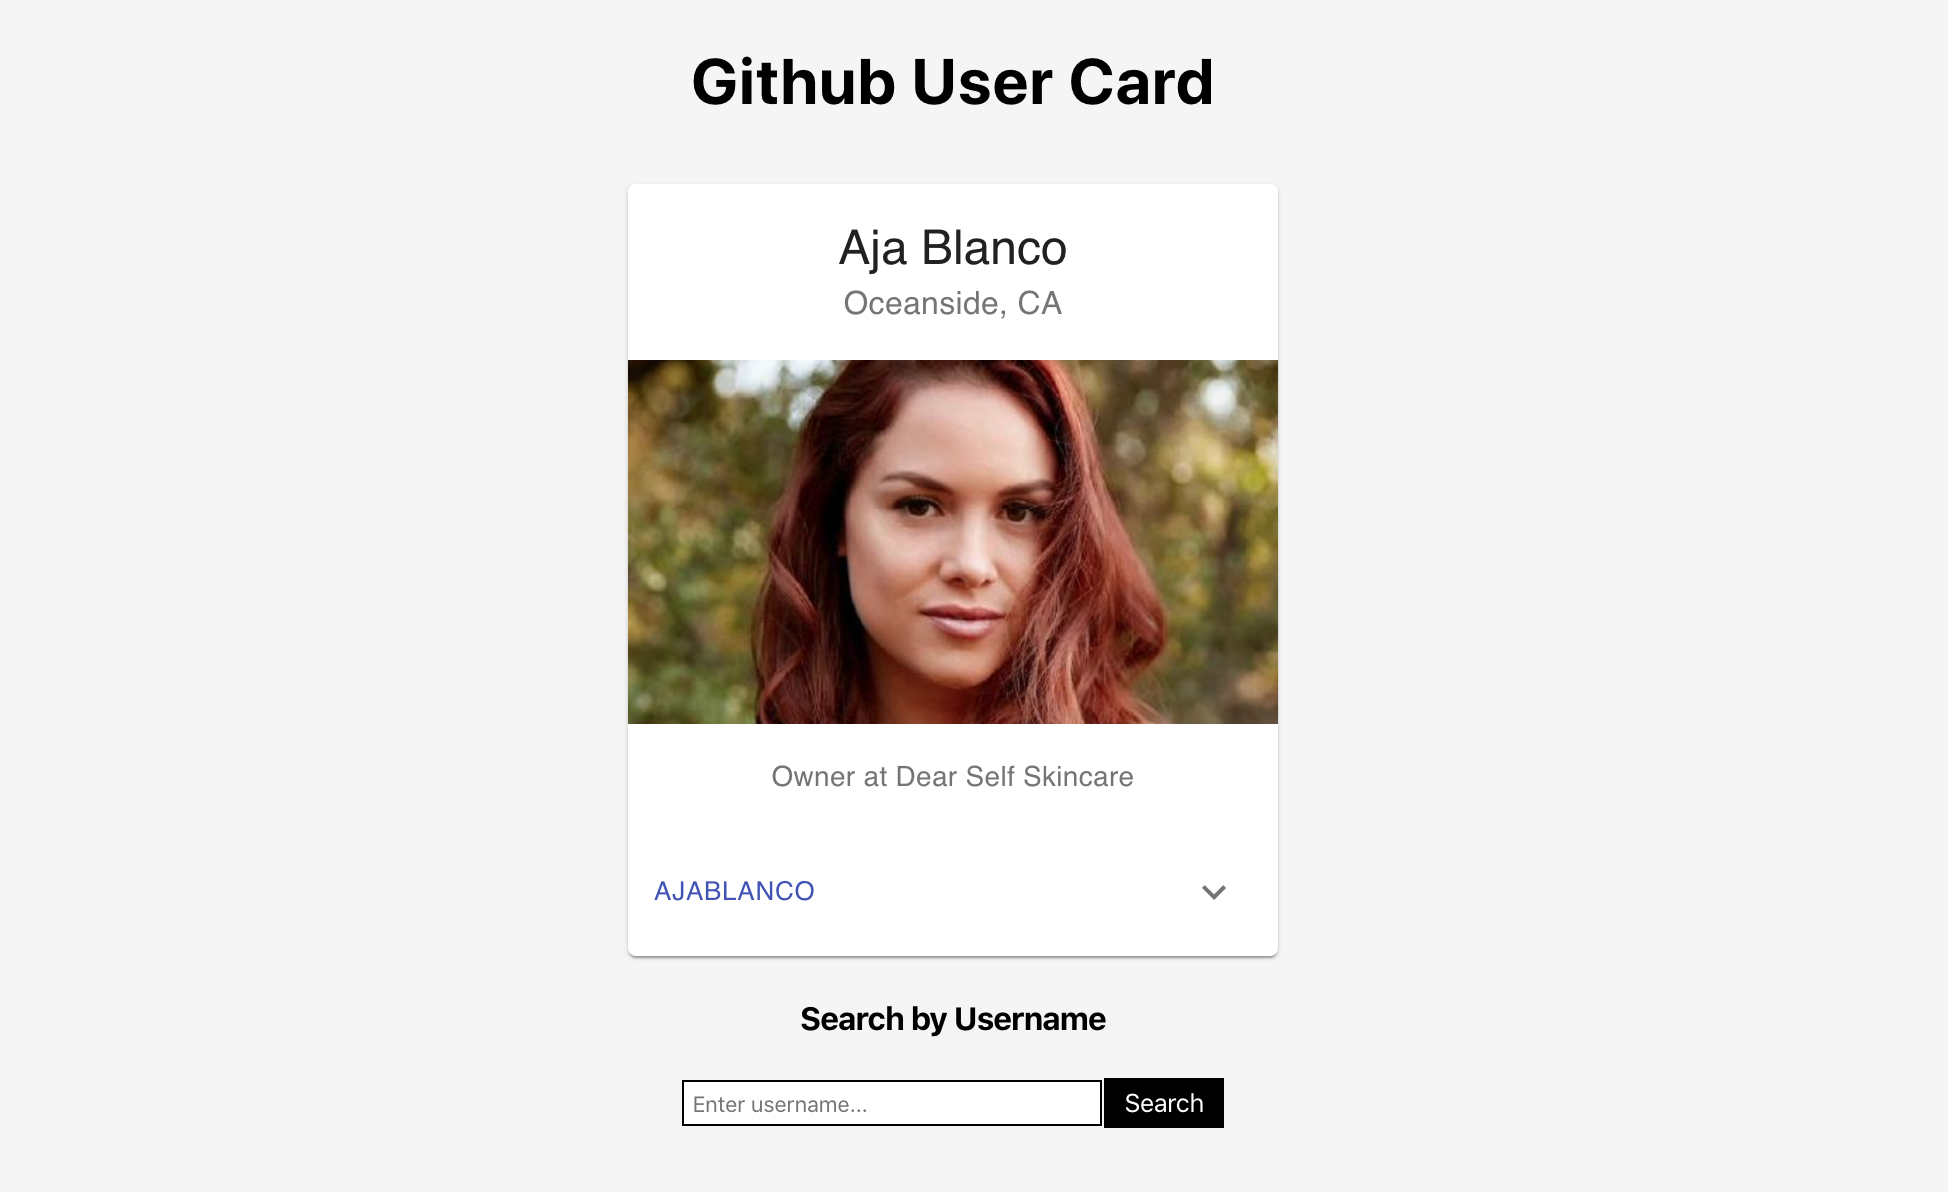 Github User Card
Aja Blanco
Oceanside, CA
Owner at Dear Self Skincare
AJABLANCO
Search by Username
Enter username...
Search